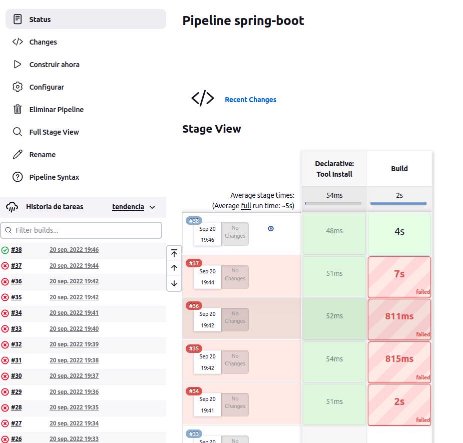 Status
Changes
Construir ahora
Configurar
Eliminar Pipeline
Full Stage View
Rename
Pipeline Syntax
Historia de tareas tendencia
Filter builds...
#38 20 sep. 2022 19:46
#37 20 sep. 2022 19:44
#36 20 sep. 2022 19:42
#35 20 sep. 2022 19:42
#34 20 sep. 2022 19:41
#33 20 sep. 2022 19:40
#32 20 sep. 2022 19:39
#31 20 sep. 2022 19:38
#30 20 sep. 2022 19:37
#29 20 sep. 2022 19:36
#28 20 sep. 2022 19:35
#27 20 sep. 2022 19:34
#26 20 sep. 2022 19:33
Pipeline spring-boot
Recent Changes
Stage View
Declarative:
Tool Install
Build
Average stage times:
(Average full run time: ~5s)
54ms
2s
#38
Sep 20
19:46
No
Changes
48ms
4s
#37
Sep 20
19:44
No
Changes
51ms
7s
failed
#36
Sep 20
19:42
No
Changes
52ms
811ms
failed
#35
Sep 20
19:42
No
Changes
54ms
815ms
failed
#34
Sep 20
19:41
No
Changes
51ms
2s
failed
#33
Sep 20
No